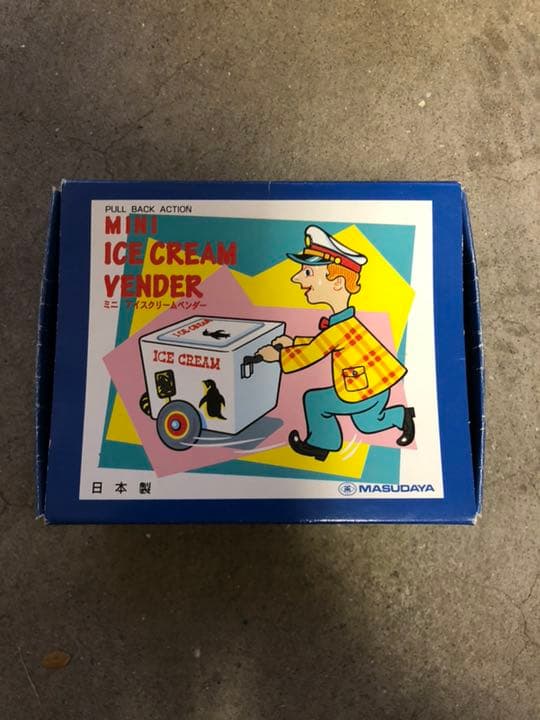 PULL BACK ACTION
MINI
ICE CREAM
VENDER
ミニ アイスクリームベンダー
ICE CREAM
ICE CREAM
日本製
MASUDAYA